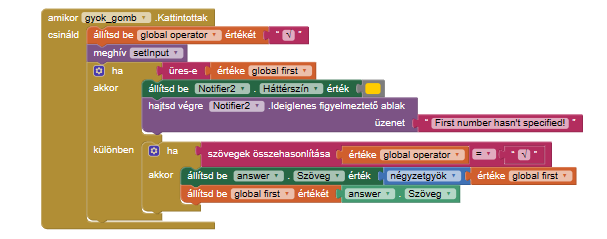 amikor gyok_gomb .Kattintottak
csináld állítsd be global operator értékét " √ "
meghív setInput
ha üres-e értéke global first
akkor állítsd be Notifier2 . Háttérszín érték
hajtsd végre Notifier2 .Ideiglenes figyelmeztető ablak
üzenet " First number hasn't specified! "
különben ha szövegek összehasonlítása értéke global operator = " √ "
akkor állítsd be answer . Szöveg érték négyzetgyök értéke global first
állítsd be global first értékét answer . Szöveg